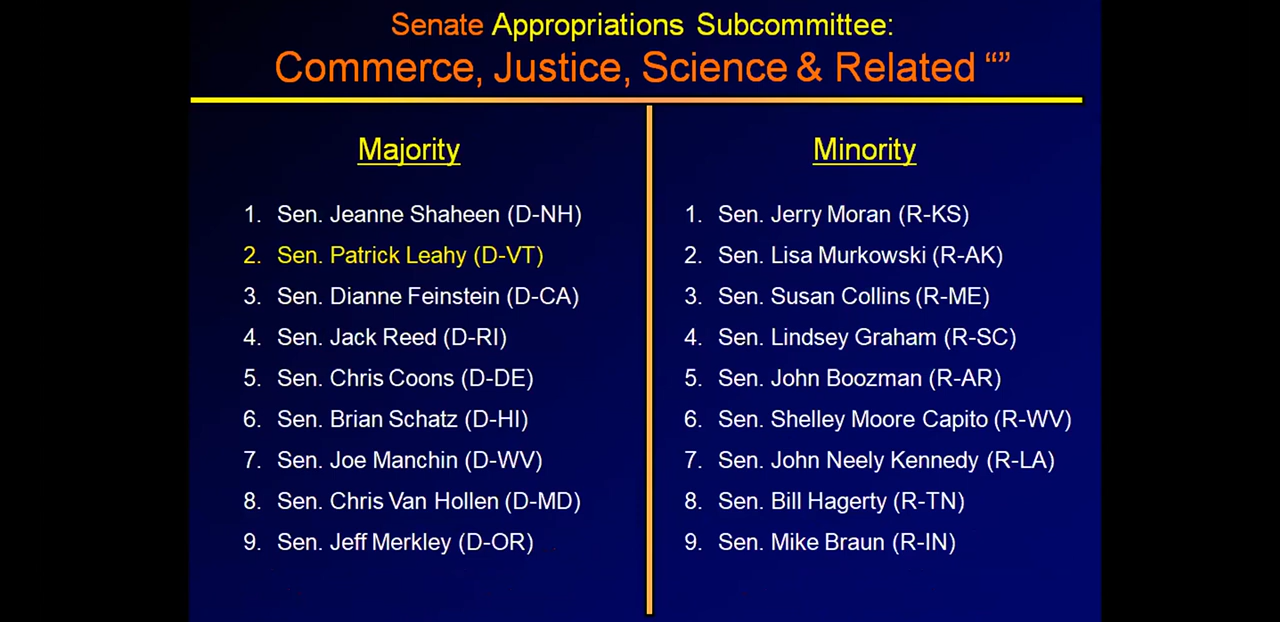 Senate Appropriations Subcommittee:
Commerce, Justice, Science & Related “”
Majority
1. Sen. Jeanne Shaheen (D-NH)
2. Sen. Patrick Leahy (D-VT)
3. Sen. Dianne Feinstein (D-CA)
4. Sen. Jack Reed (D-RI)
5. Sen. Chris Coons (D-DE)
6. Sen. Brian Schatz (D-HI)
7. Sen. Joe Manchin (D-WV)
8. Sen. Chris Van Hollen (D-MD)
9. Sen. Jeff Merkley (D-OR)
Minority
1. Sen. Jerry Moran (R-KS)
2. Sen. Lisa Murkowski (R-AK)
3. Sen. Susan Collins (R-ME)
4. Sen. Lindsey Graham (R-SC)
5. Sen. John Boozman (R-AR)
6. Sen. Shelley Moore Capito (R-WV)
7. Sen. John Neely Kennedy (R-LA)
8. Sen. Bill Hagerty (R-TN)
9. Sen. Mike Braun (R-IN)